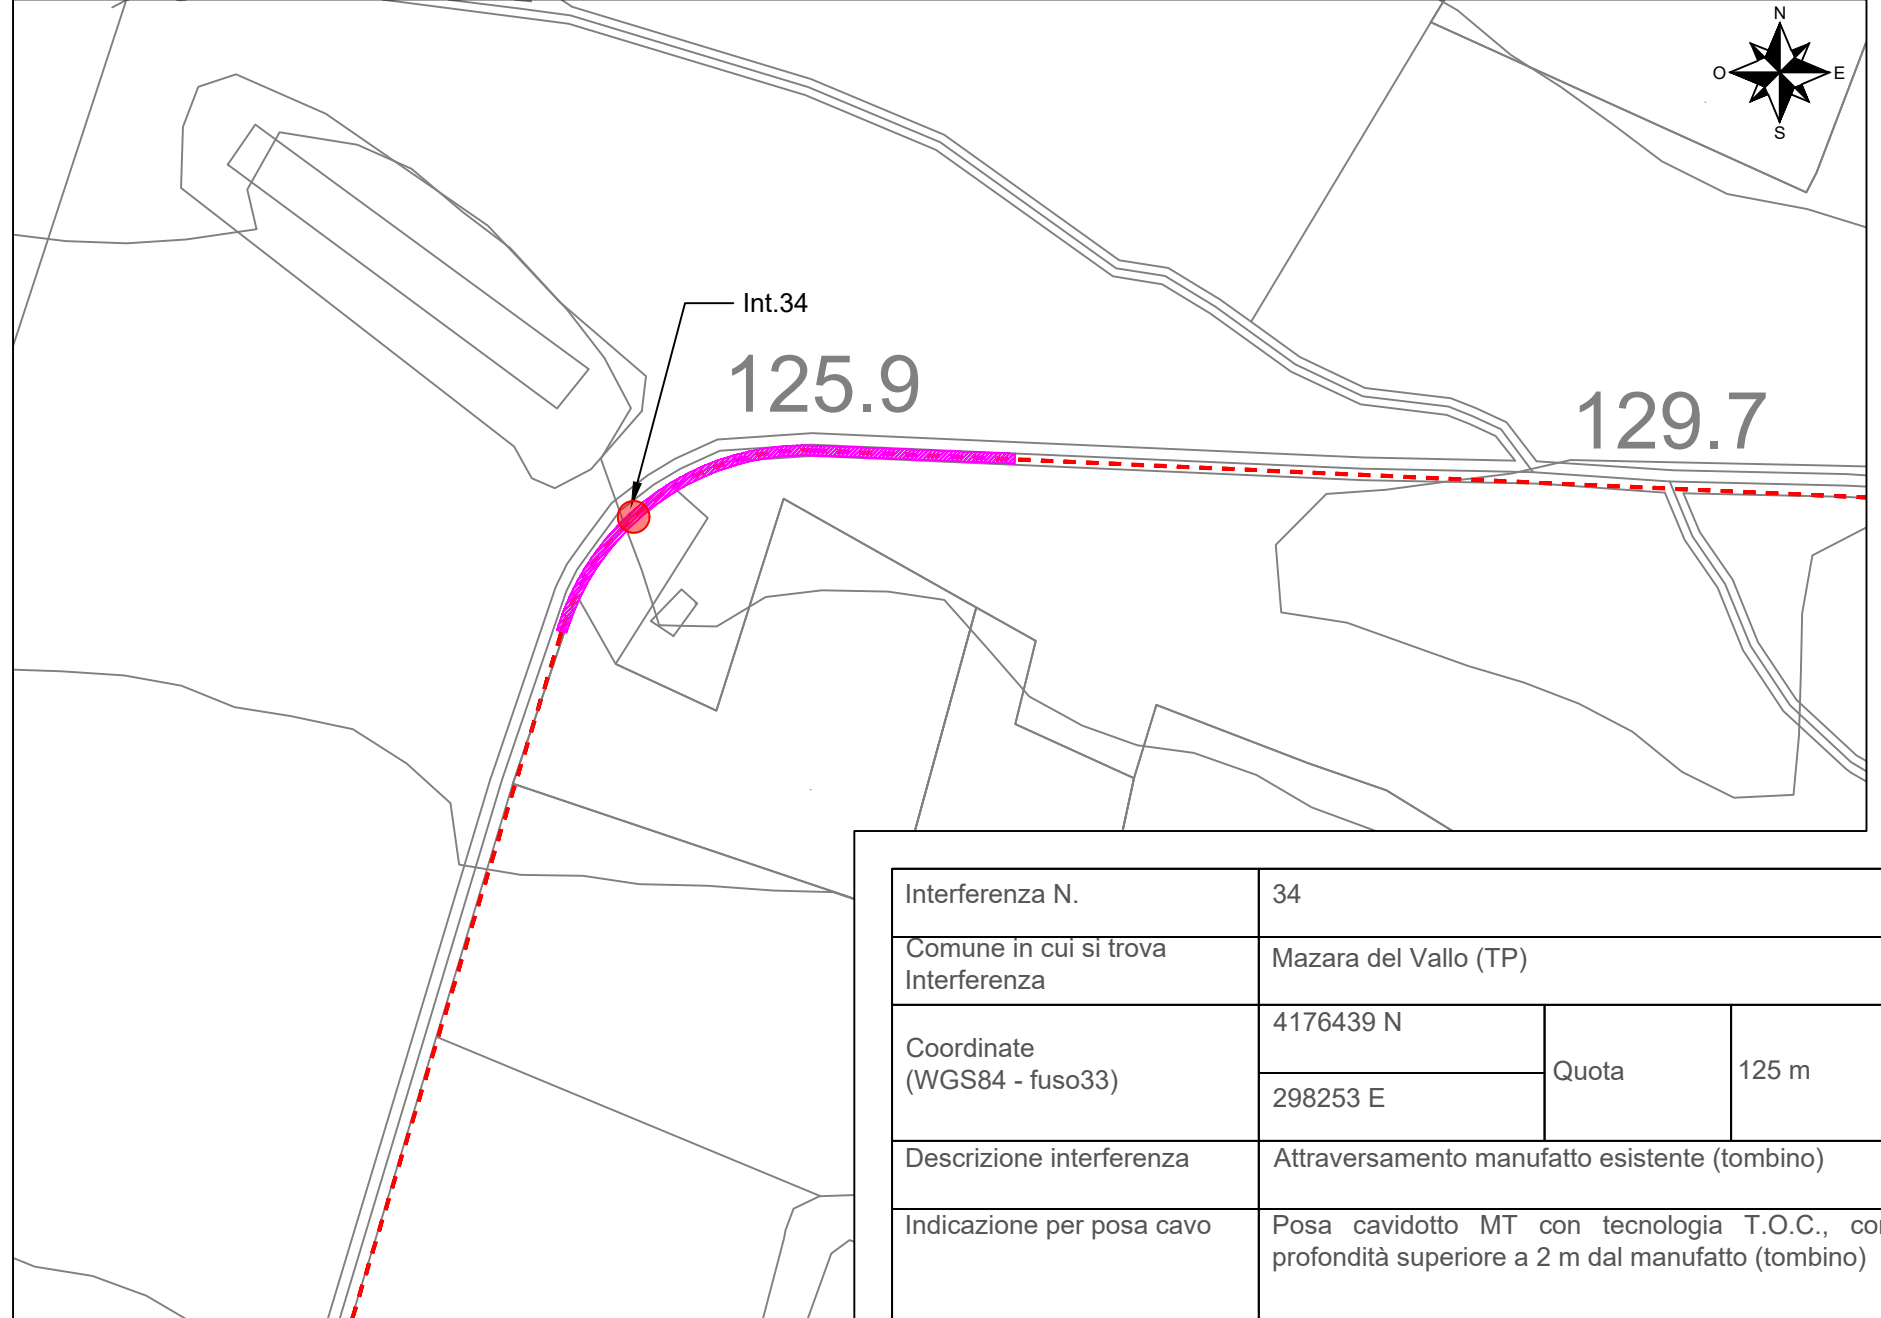 N
O
E
S
Int.34
125.9
129.7
Interferenza N.
34
Comune in cui si trova
Interferenza
Mazara del Vallo (TP)
Coordinate
(WGS84 - fuso33)
4176439 N
298253 E
Quota
125 m
Descrizione interferenza
Attraversamento manufatto esistente (tombino)
Indicazione per posa cavo
Posa cavidotto MT con tecnologia T.O.C., con
profondità superiore a 2 m dal manufatto (tombino)